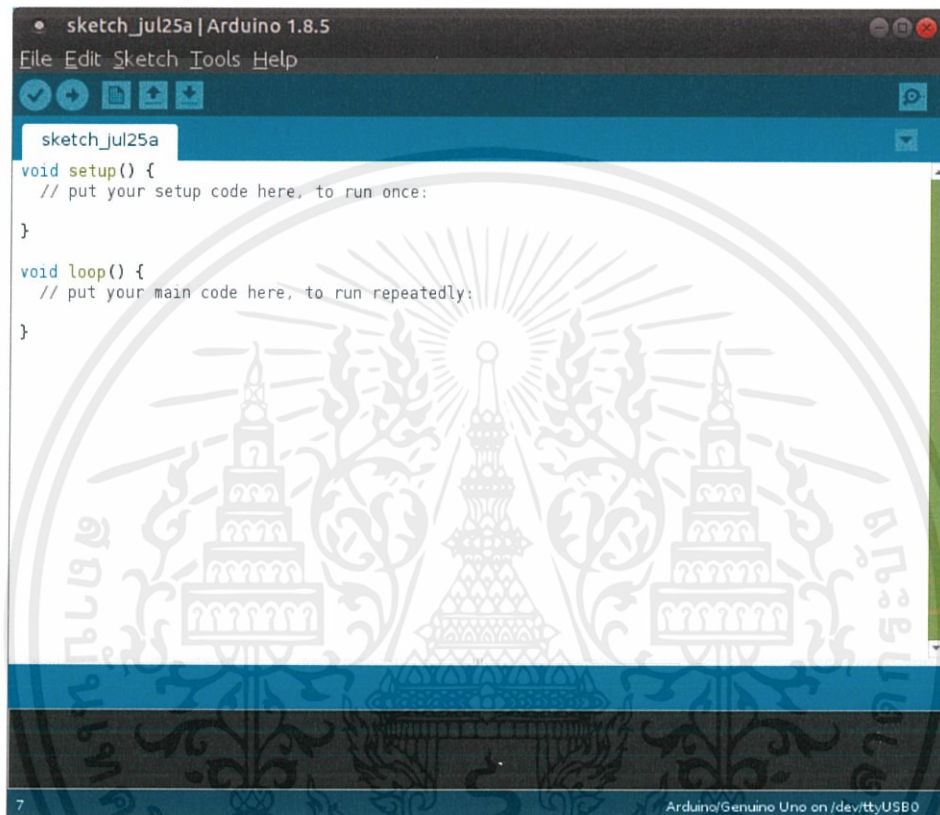 sketch_jul25a | Arduino 1.8.5
File Edit Sketch Tools Help
sketch_jul25a
void setup() {
  // put your setup code here, to run once:
}
void loop() {
  // put your main code here, to run repeatedly:
}
7
Arduino/Genuino Uno on /dev/ttyUSB0